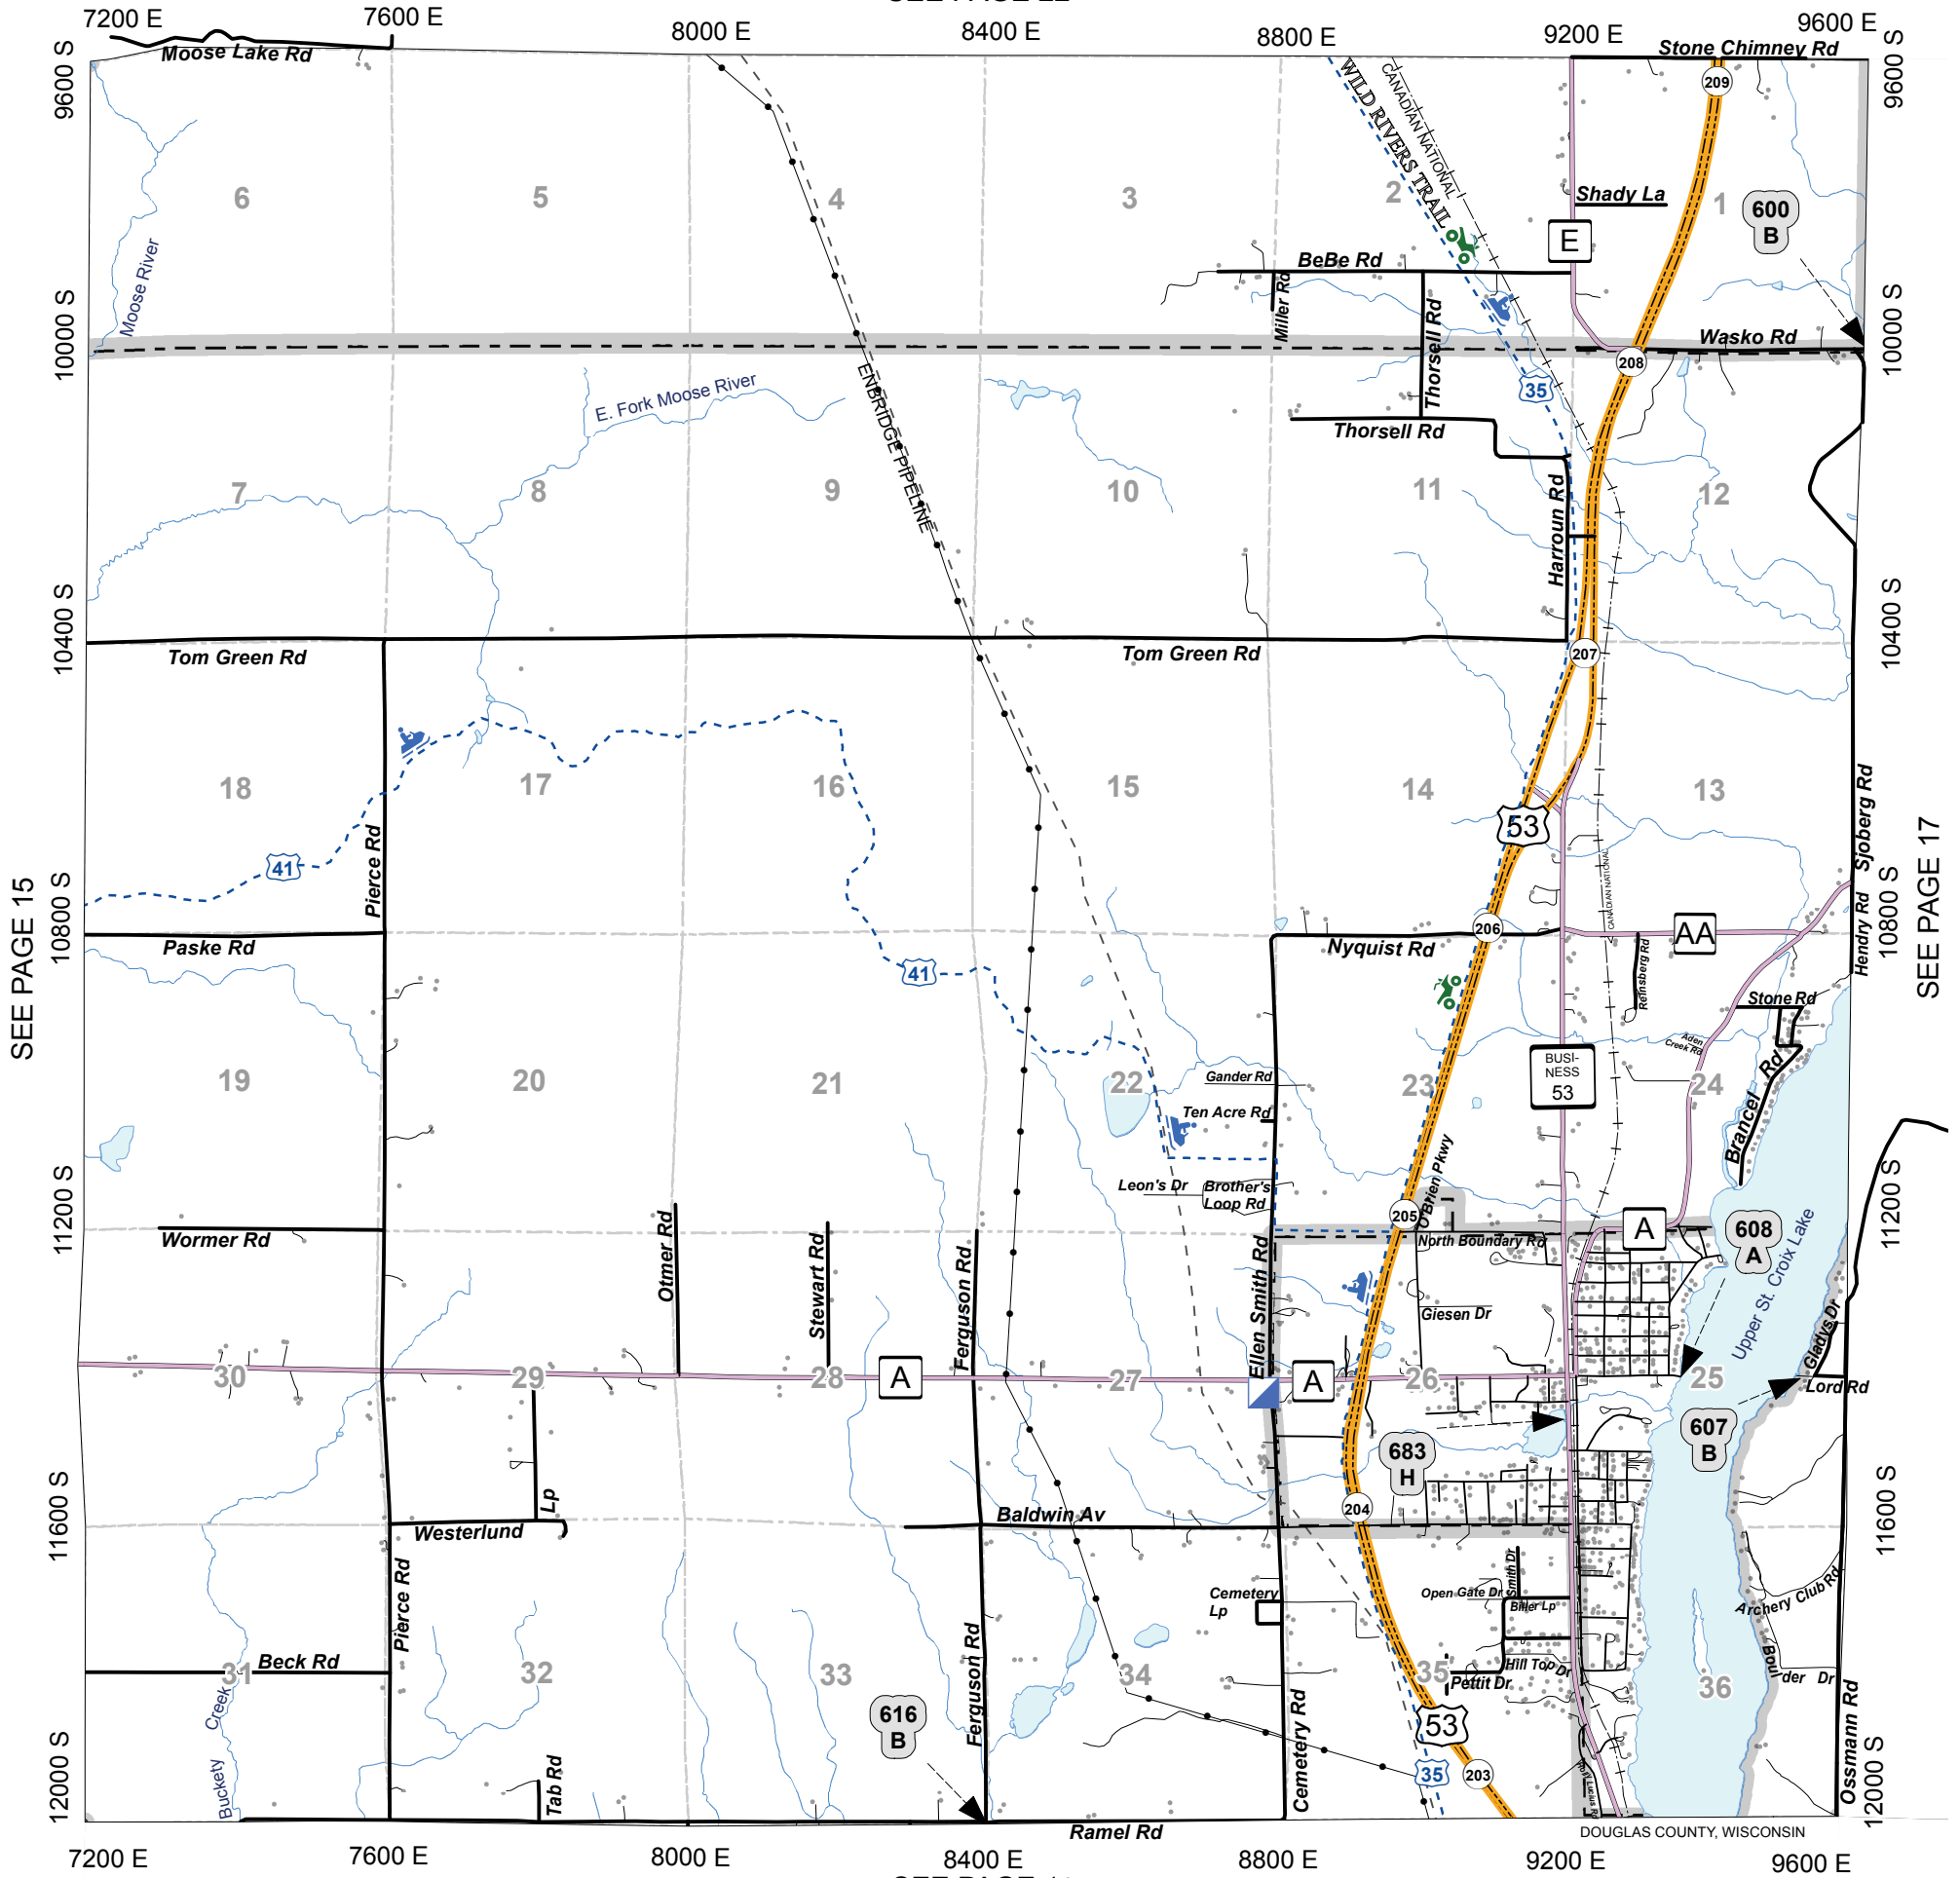 7200 E
7600 E
8000 E
8400 E
8800 E
9200 E
9600 E
Moose Lake Rd
Stone Chimney Rd
9600 S
9600 S
209
WILD RIVERS TRAIL
CANADIAN NATIONAL
6
5
4
3
2
1
Shady La
600
B
E
Moose River
BeBe Rd
Miller Rd
Thorsell Rd
10000 S
10000 S
Wasko Rd
208
35
E. Fork Moose River
ENBRIDGE PIPELINE
Thorsell Rd
7
8
9
10
11
12
Harroun Rd
10400 S
10400 S
Tom Green Rd
Tom Green Rd
207
18
17
16
15
14
13
53
Pierce Rd
41
Sjoberg Rd
CANADIAN NATIONAL
SEE PAGE 15
SEE PAGE 17
10800 S
10800 S
Paske Rd
206
Nyquist Rd
AA
Hendry Rd
41
Reinsberg Rd
Stone Rd
Aden
Creek Rd
19
20
21
22
23
24
Gander Rd
BUSI-
NESS
53
Brancel Rd
Ten Acre Rd
O'Brien Pkwy
Leon's Dr
Brother's
Loop Rd
11200 S
11200 S
Wormer Rd
205
North Boundary Rd
A
608
A
Otmer Rd
Stewart Rd
Ferguson Rd
Ellen Smith Rd
Upper St. Croix Lake
Giesen Dr
Gladys Dr
30
29
28
A
27
A
26
25
Lord Rd
607
B
683
H
11600 S
11600 S
Westerlund Lp
Baldwin Av
204
Pierce Rd
Cemetery
Lp
Open Gate Dr
Smith Dr
Biller Lp
Archery Club Rd
Beck Rd
31
32
33
34
35
36
Hill Top Dr
Pettit Dr
Boulder Dr
Buckety Creek
616
B
Ferguson Rd
Cemetery Rd
53
Ossmann Rd
35
203
Tab Rd
12000 S
12000 S
Ramel Rd
DOUGLAS COUNTY, WISCONSIN
7200 E
7600 E
8000 E
8400 E
8800 E
9200 E
9600 E